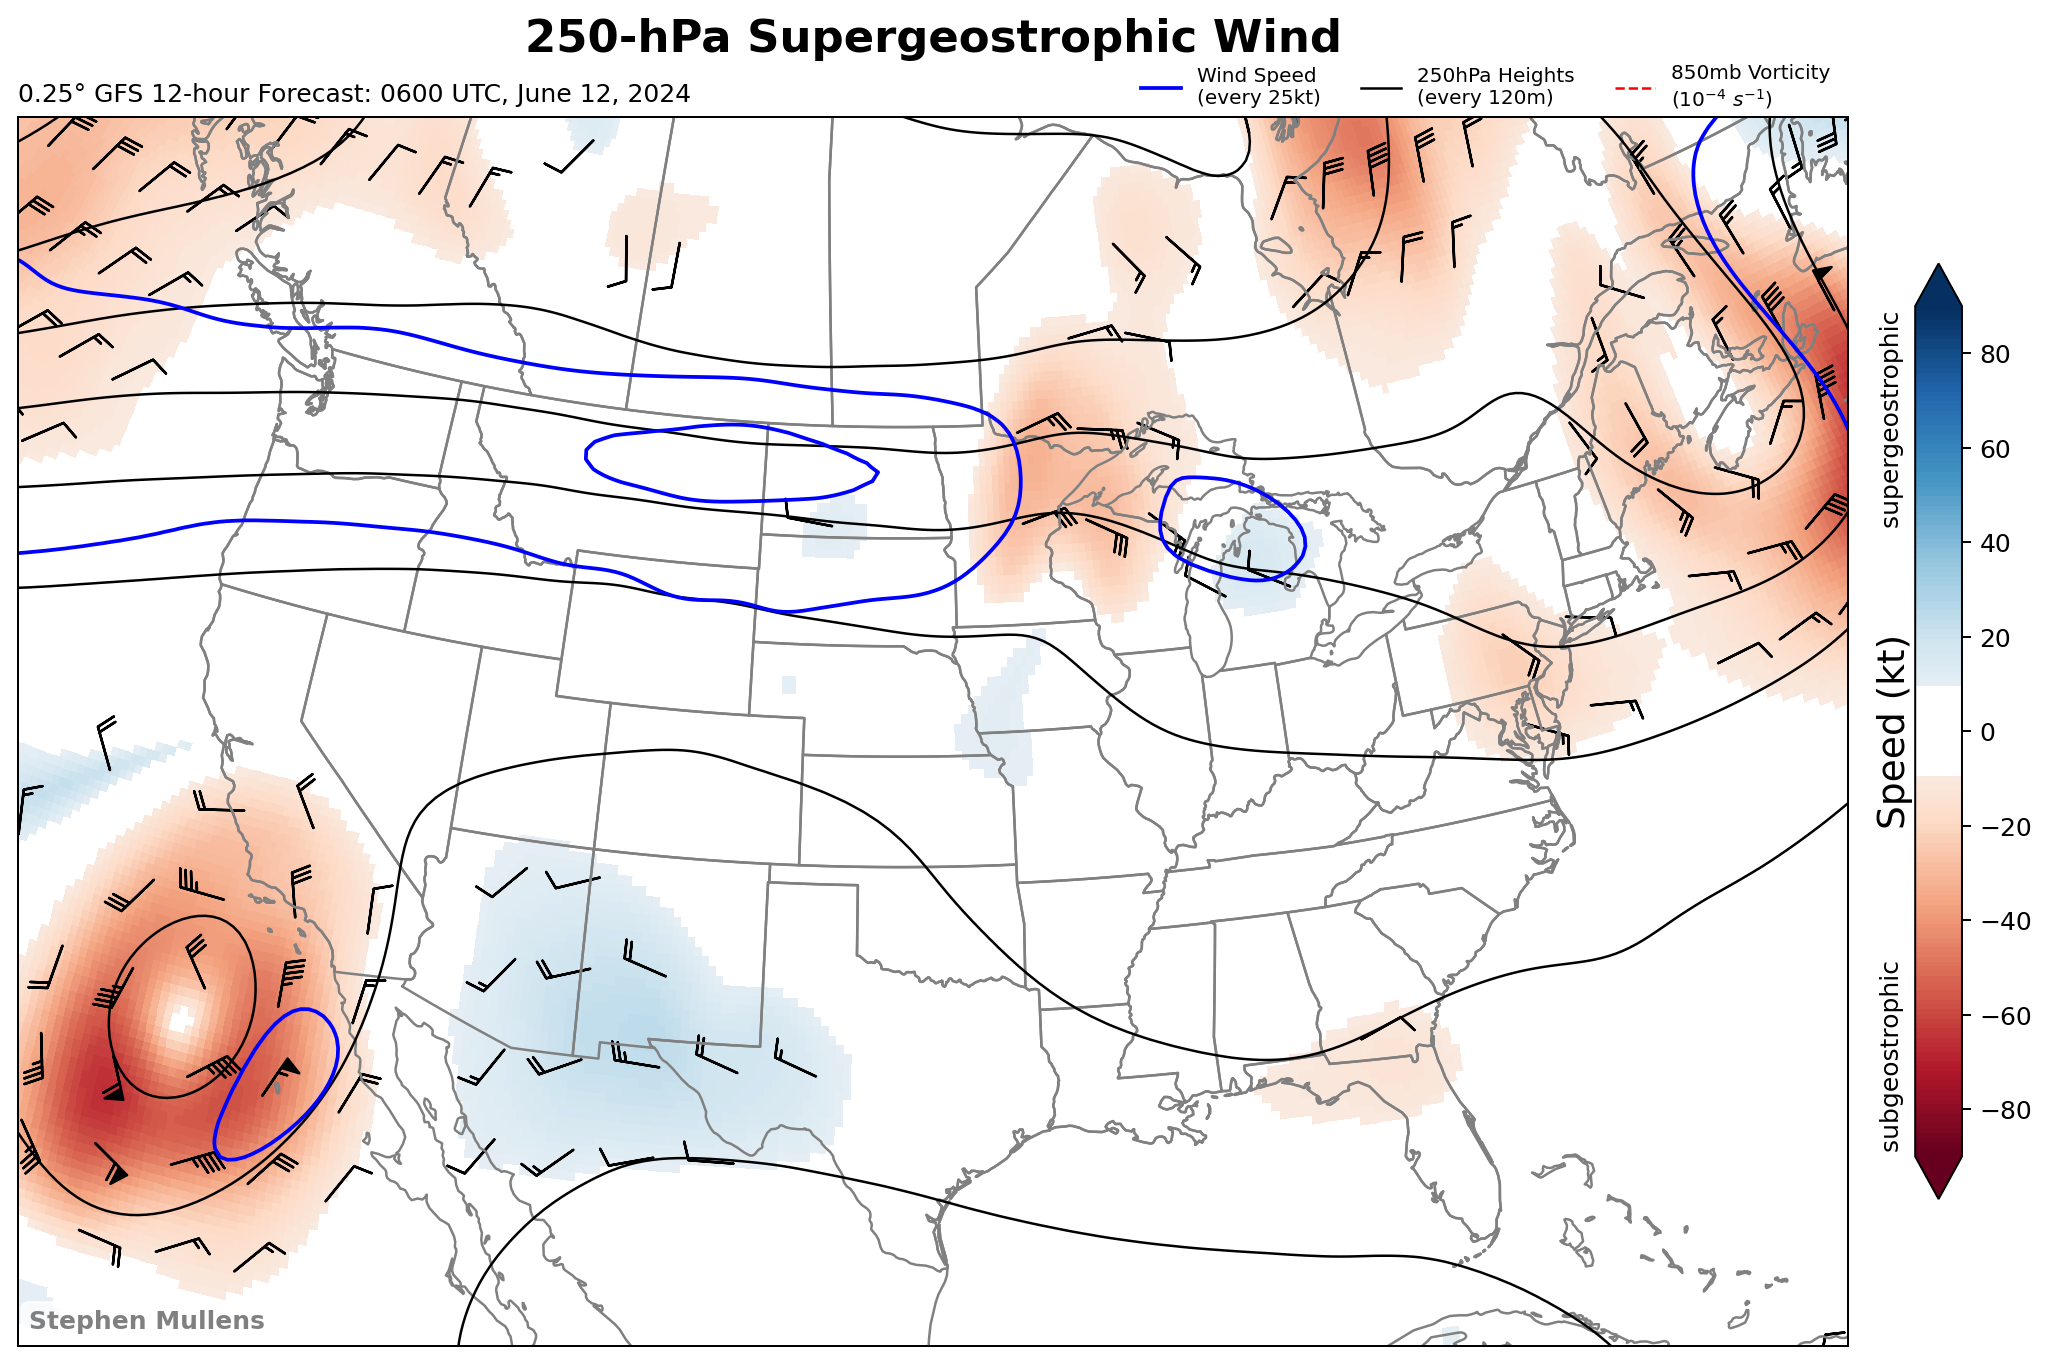 250-hPa Supergeostrophic Wind
0.25° GFS 12-hour Forecast: 0600 UTC, June 12, 2024
Wind Speed
(every 25kt)
250hPa Heights
(every 120m)
850mb Vorticity
(10⁻⁴ s⁻¹)
supergeostrophic
subgeostrophic
Speed (kt)
80
60
40
20
0
−20
−40
−60
−80
Stephen Mullens